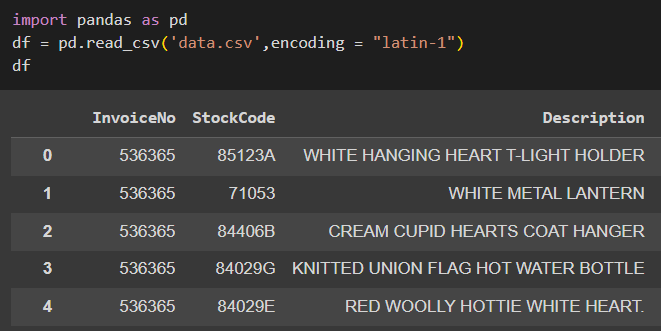 import pandas as pd
df = pd.read_csv('data.csv',encoding = "latin-1")
df
InvoiceNo StockCode Description
0 536365 85123A WHITE HANGING HEART T-LIGHT HOLDER
1 536365 71053 WHITE METAL LANTERN
2 536365 84406B CREAM CUPID HEARTS COAT HANGER
3 536365 84029G KNITTED UNION FLAG HOT WATER BOTTLE
4 536365 84029E RED WOOLLY HOTTIE WHITE HEART.